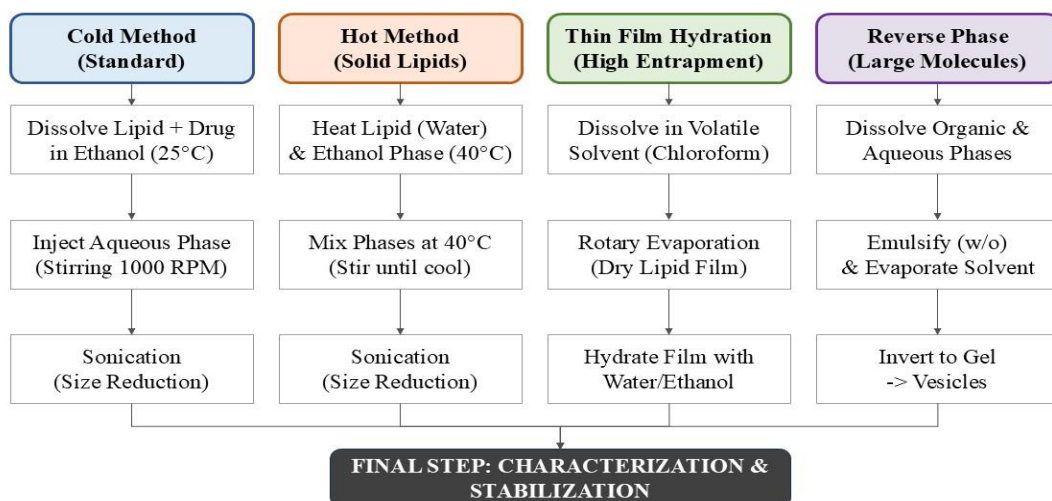 Cold Method
(Standard)
Hot Method
(Solid Lipids)
Thin Film Hydration
(High Entrapment)
Reverse Phase
(Large Molecules)
Dissolve Lipid + Drug
in Ethanol (25°C)
Heat Lipid (Water)
& Ethanol Phase (40°C)
Dissolve in Volatile
Solvent (Chloroform)
Dissolve Organic &
Aqueous Phases
Inject Aqueous Phase
(Stirring 1000 RPM)
Mix Phases at 40°C
(Stir until cool)
Rotary Evaporation
(Dry Lipid Film)
Emulsify (w/o)
& Evaporate Solvent
Sonication
(Size Reduction)
Sonication
(Size Reduction)
Hydrate Film with
Water/Ethanol
Invert to Gel
-> Vesicles
FINAL STEP: CHARACTERIZATION &
STABILIZATION